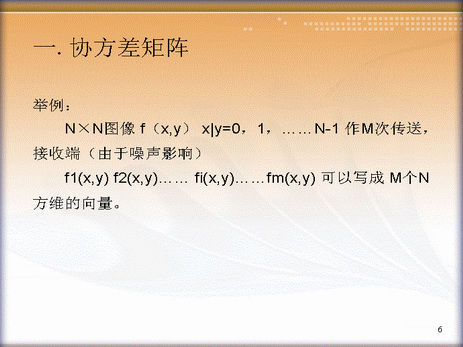 一. 协方差矩阵
举例：
N×N图像 f（x,y） x|y=0，1，……N-1 作M次传送，
接收端（由于噪声影响）
f1(x,y) f2(x,y)…… fi(x,y)……fm(x,y) 可以写成 M个N
方维的向量。
6